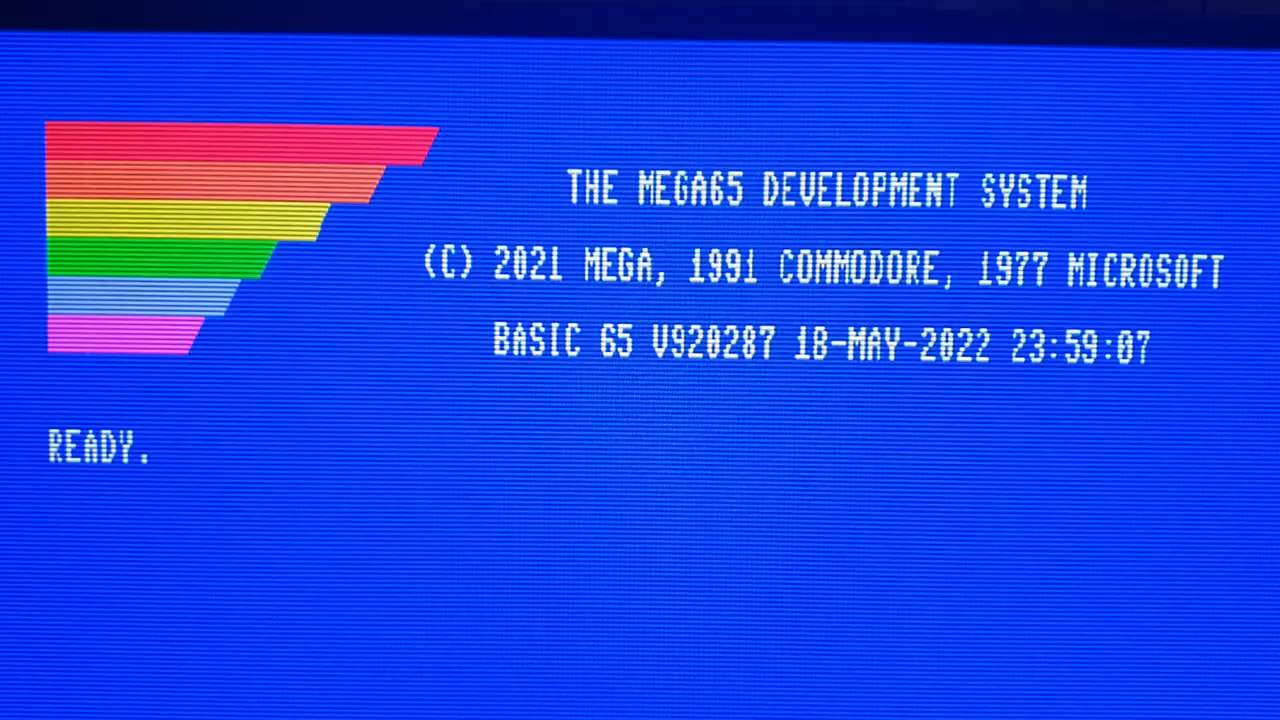 THE MEGA65 DEVELOPMENT SYSTEM
(C) 2021 MEGA, 1991 COMMODORE, 1977 MICROSOFT
BASIC 65 V920287 18-MAY-2022 23:59:07
READY.